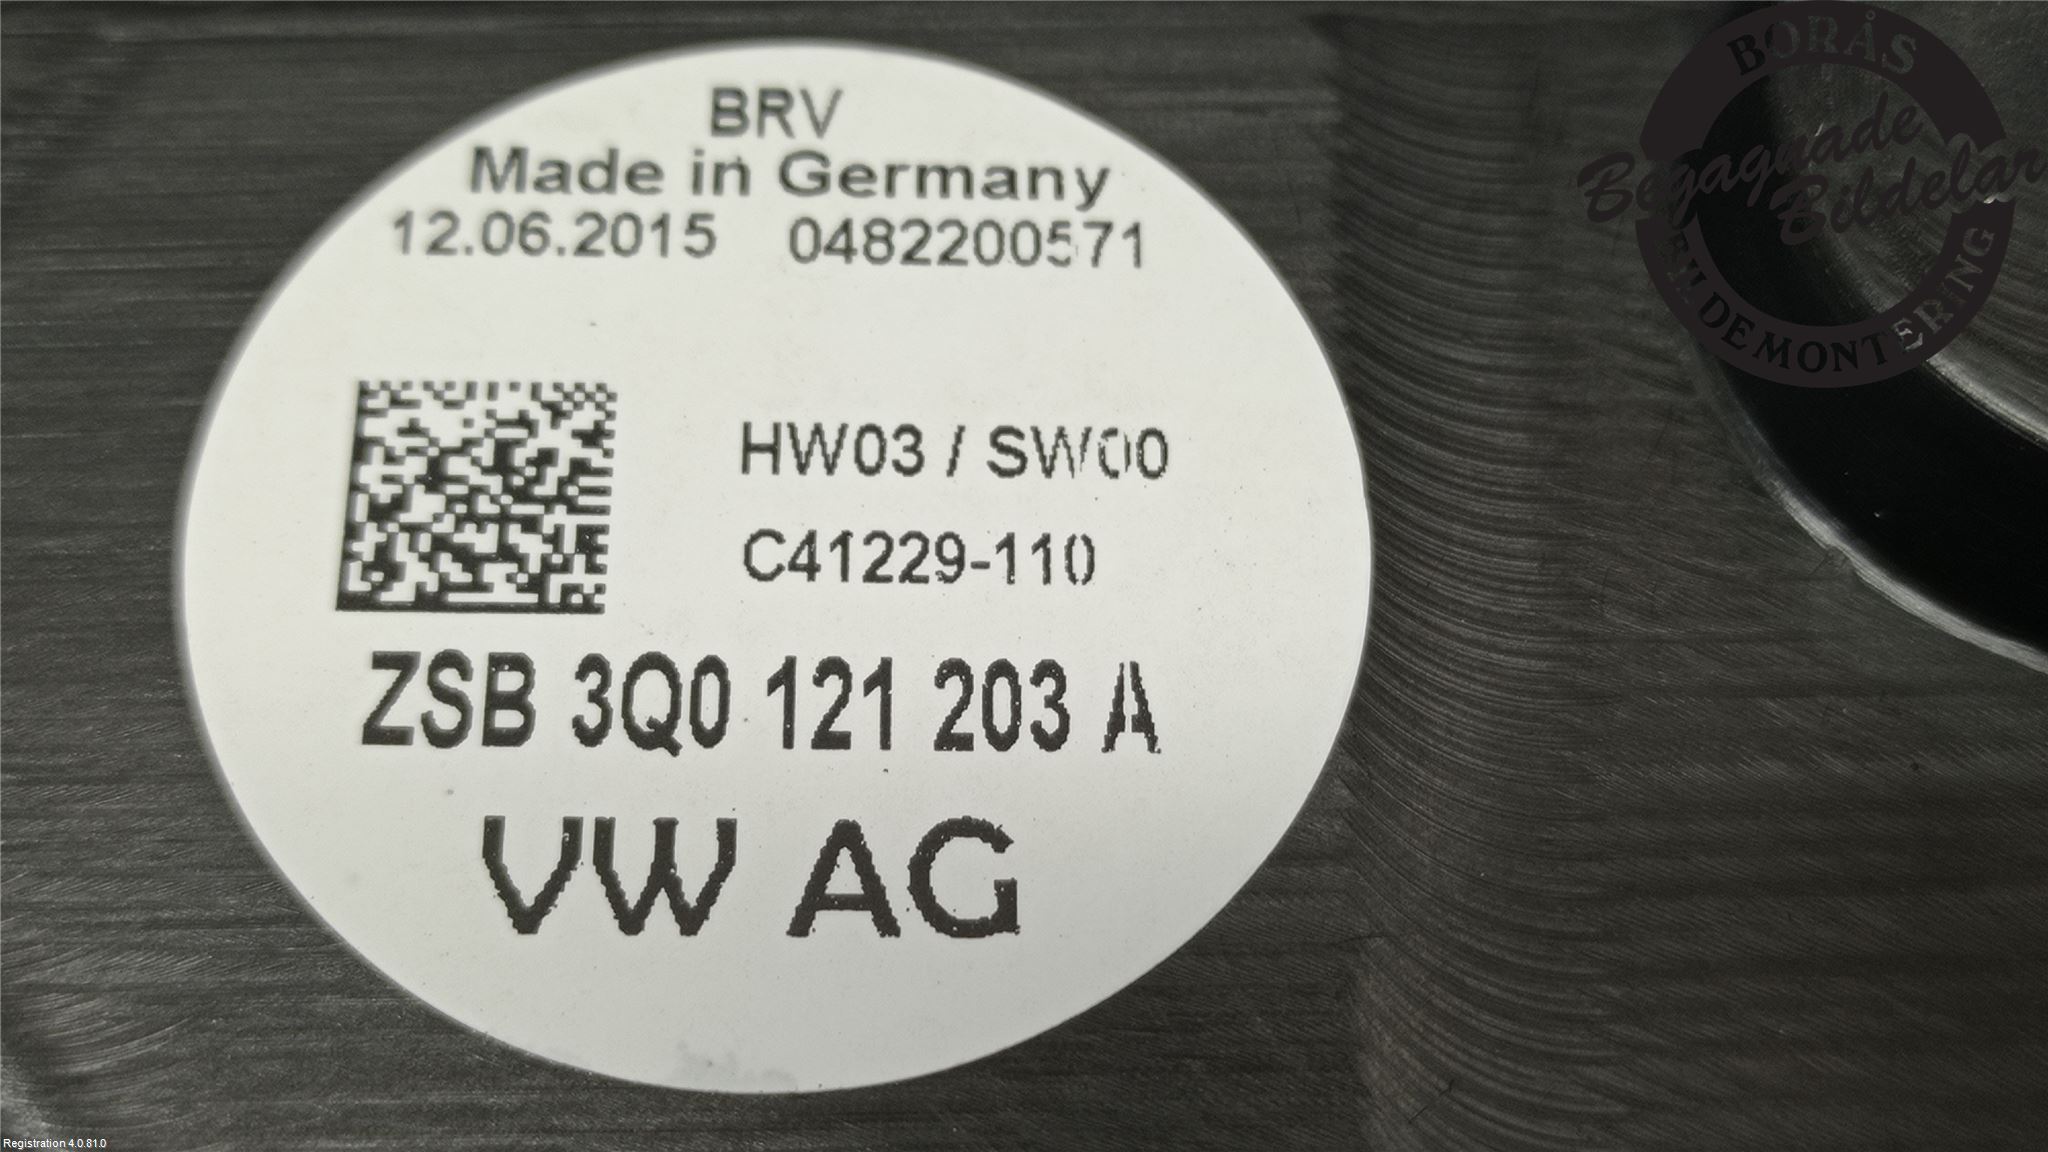 BRV
Made in Germany
12.06.2015 0482200571
HW03 / SW00
C41229-110
ZSB 3Q0 121 203 A
VW AG
BORÅS
Begagnade
Bildelar
BILDEMONTERING
Registration 4.0.81.0